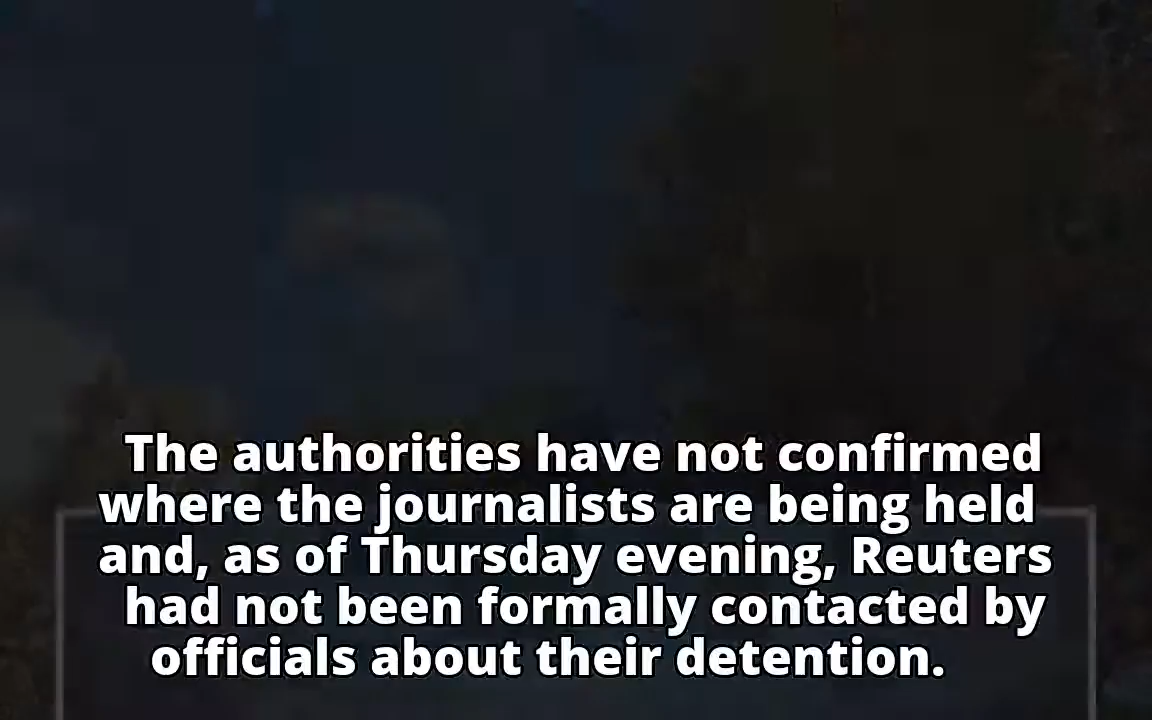 The authorities have not confirmed
where the journalists are being held
and, as of Thursday evening, Reuters
had not been formally contacted by
officials about their detention.